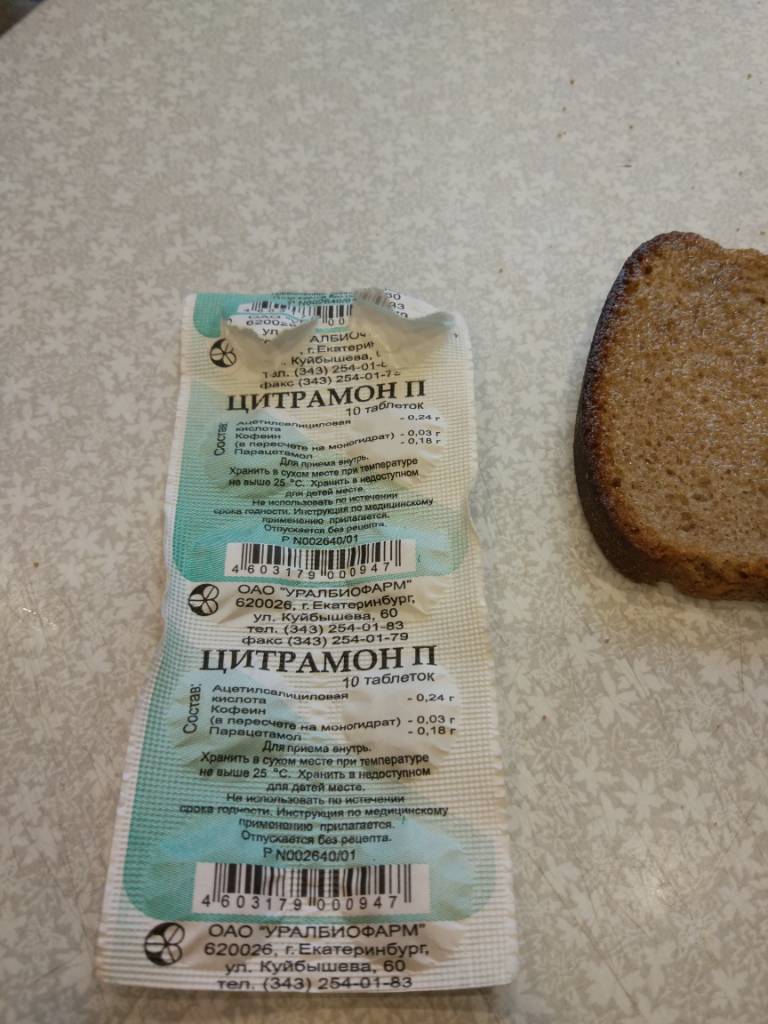 ОАО
620026
ул
г. Екатерин
Куйбышева,
тел. (343) 254-01-
факс (343) 254-01-7
ЦИТРАМОН П
10 таблеток
Состав:
Ацетилсалициловая
кислота - 0,24 г
Кофеин
(в пересчете на моногидрат) - 0,03 г
Парацетамол - 0,18 г
Для приема внутрь.
Хранить в сухом месте при температуре
не выше 25 °С. Хранить в недоступном
для детей месте.
Не использовать по истечении
срока годности. Инструкция по медицинскому
применению прилагается.
Отпускается без рецепта.
Р N002640/01
4 603179 000947
ОАО "УРАЛБИОФАРМ"
620026, г. Екатеринбург,
ул. Куйбышева, 60
тел. (343) 254-01-83
факс (343) 254-01-79
ЦИТРАМОН П
10 таблеток
Состав:
Ацетилсалициловая
кислота - 0,24 г
Кофеин
(в пересчете на моногидрат) - 0,03 г
Парацетамол - 0,18 г
Для приема внутрь.
Хранить в сухом месте при температуре
не выше 25 °С. Хранить в недоступном
для детей месте.
Не использовать по истечении
срока годности. Инструкция по медицинскому
применению прилагается.
Отпускается без рецепта.
Р N002640/01
4 603179 000947
ОАО "УРАЛБИОФАРМ"
620026, г. Екатеринбург,
ул. Куйбышева, 60
тел. (343) 254-01-83